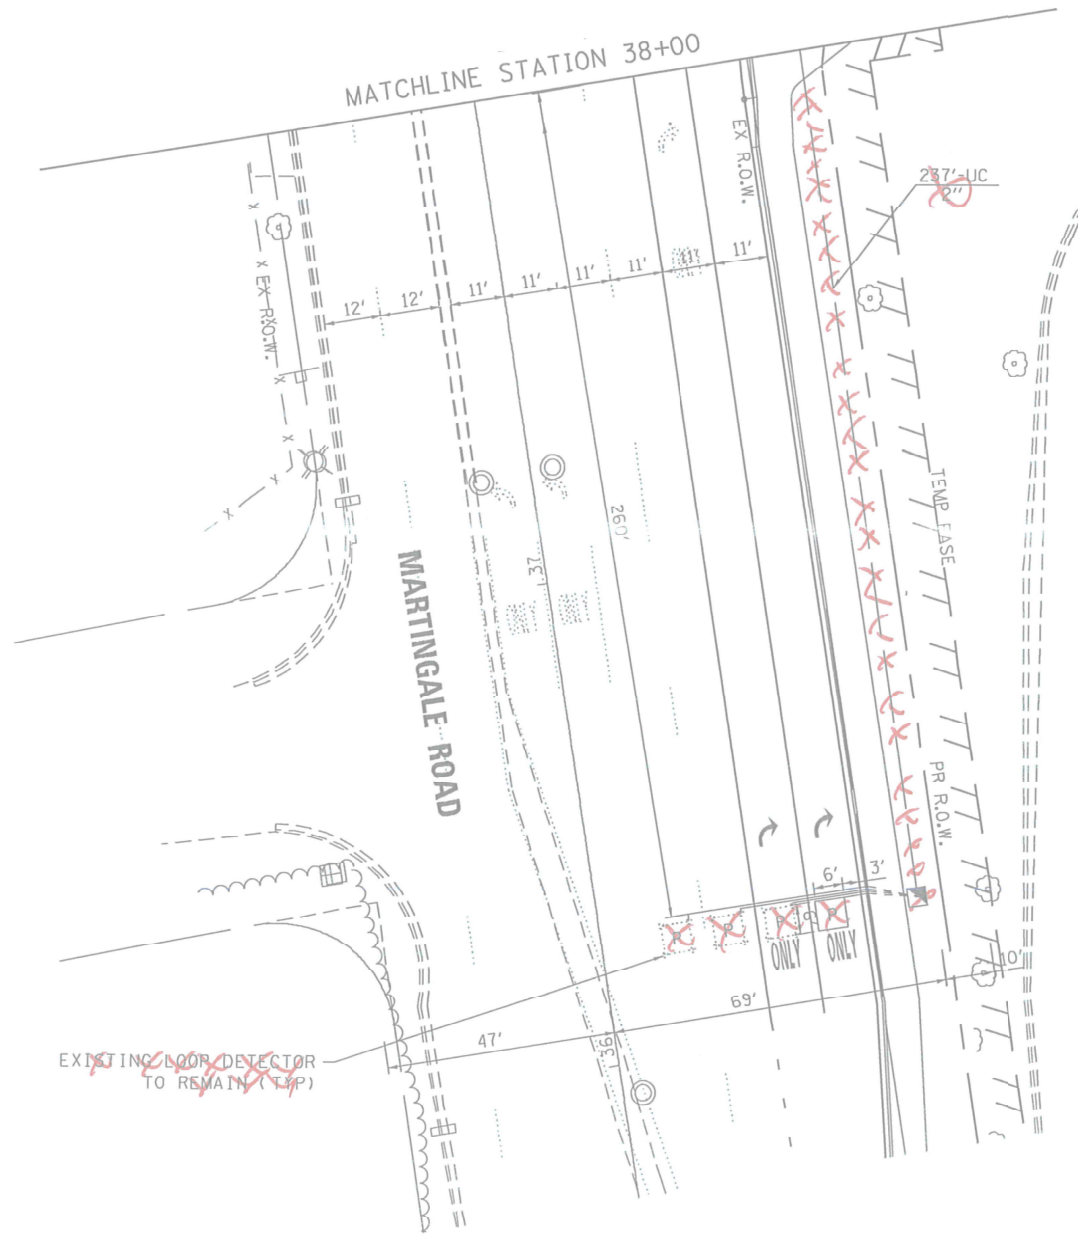 MATCHLINE STATION 38+00
EX R.O.W.
237'-UC
2"
11'
11'
11'
11'
11'
11'
12'
12'
EX R.O.W.
TEMP EASE
260'
37
MARTINGALE ROAD
PR R.O.W.
6'
3'
6'
ONLY
ONLY
10'
69'
47'
36
EXISTING LOOP DETECTOR
TO REMAIN (TYP)